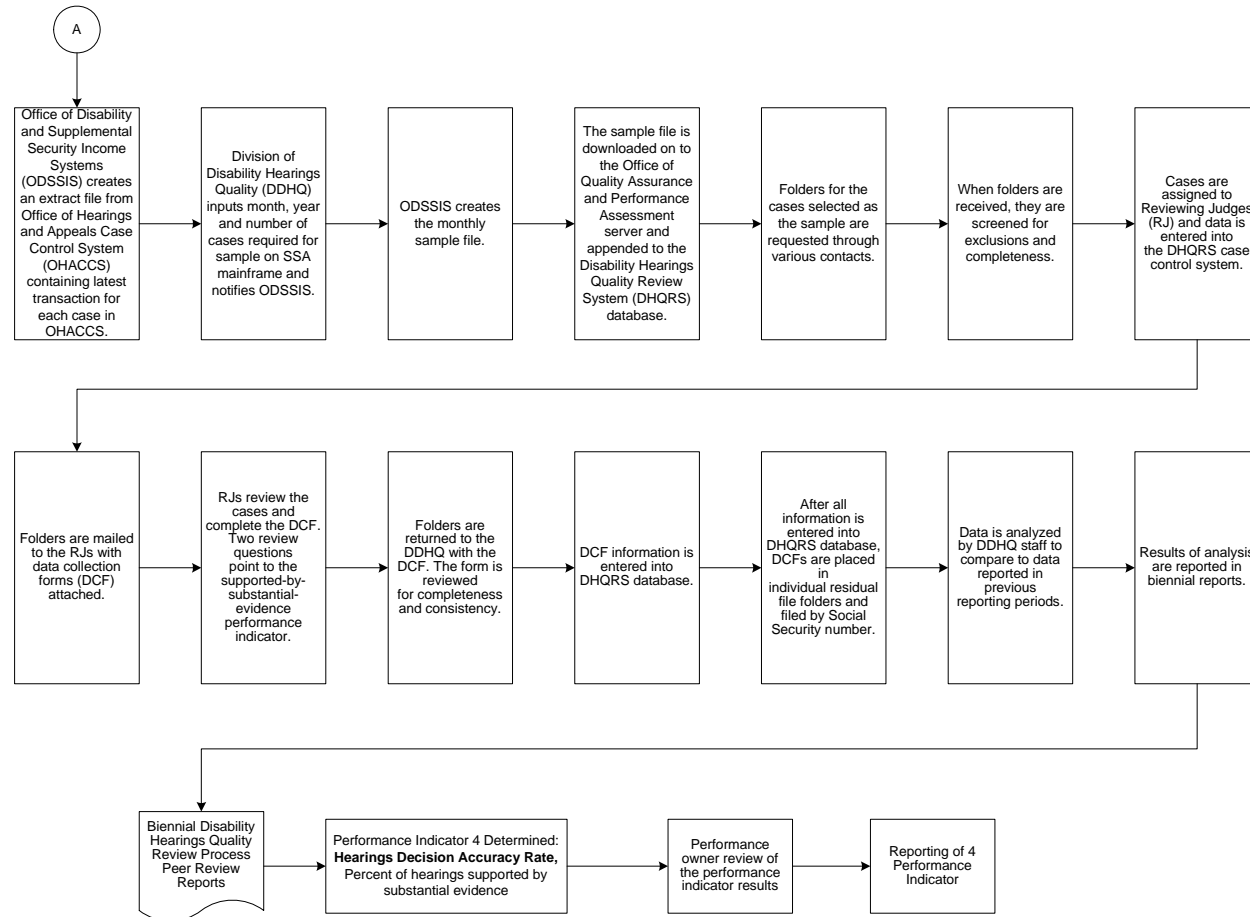 A
Office of Disability
and Supplemental
Security Income
Systems
(ODSSIS) creates
an extract file from
Office of Hearings
and Appeals Case
Control System
(OHACCS)
containing latest
transaction for
each case in
OHACCS.
Division of
Disability Hearings
Quality (DDHQ)
inputs month, year
and number of
cases required for
sample on SSA
mainframe and
notifies ODSSIS.
ODSSIS creates
the monthly
sample file.
The sample file is
downloaded on to
the Office of
Quality Assurance
and Performance
Assessment
server and
appended to the
Disability Hearings
Quality Review
System (DHQRS)
database.
Folders for the
cases selected as
the sample are
requested through
various contacts.
When folders are
received, they are
screened for
exclusions and
completeness.
Cases are
assigned to
Reviewing Judges
(RJ) and data is
entered into
the DHQRS case
control system.
Folders are mailed
to the RJs with
data collection
forms (DCF)
attached.
RJs review the
cases and
complete the DCF.
Two review
questions
point to the
supported-by-
substantial-
evidence
performance
indicator.
Folders are
returned to the
DDHQ with the
DCF. The form is
reviewed
for completeness
and consistency.
DCF information is
entered into
DHQRS database.
After all
information is
entered into
DHQRS database,
DCFs are placed
in
individual residual
file folders and
filed by Social
Security number.
Data is analyzed
by DDHQ staff to
compare to data
reported in
previous
reporting periods.
Results of analysis
are reported in
biennial reports.
Biennial Disability
Hearings Quality
Review Process
Peer Review
Reports
Performance Indicator 4 Determined:
Hearings Decision Accuracy Rate,
Percent of hearings supported by
substantial evidence
Performance
owner review of
the performance
indicator results
Reporting of 4
Performance
Indicator